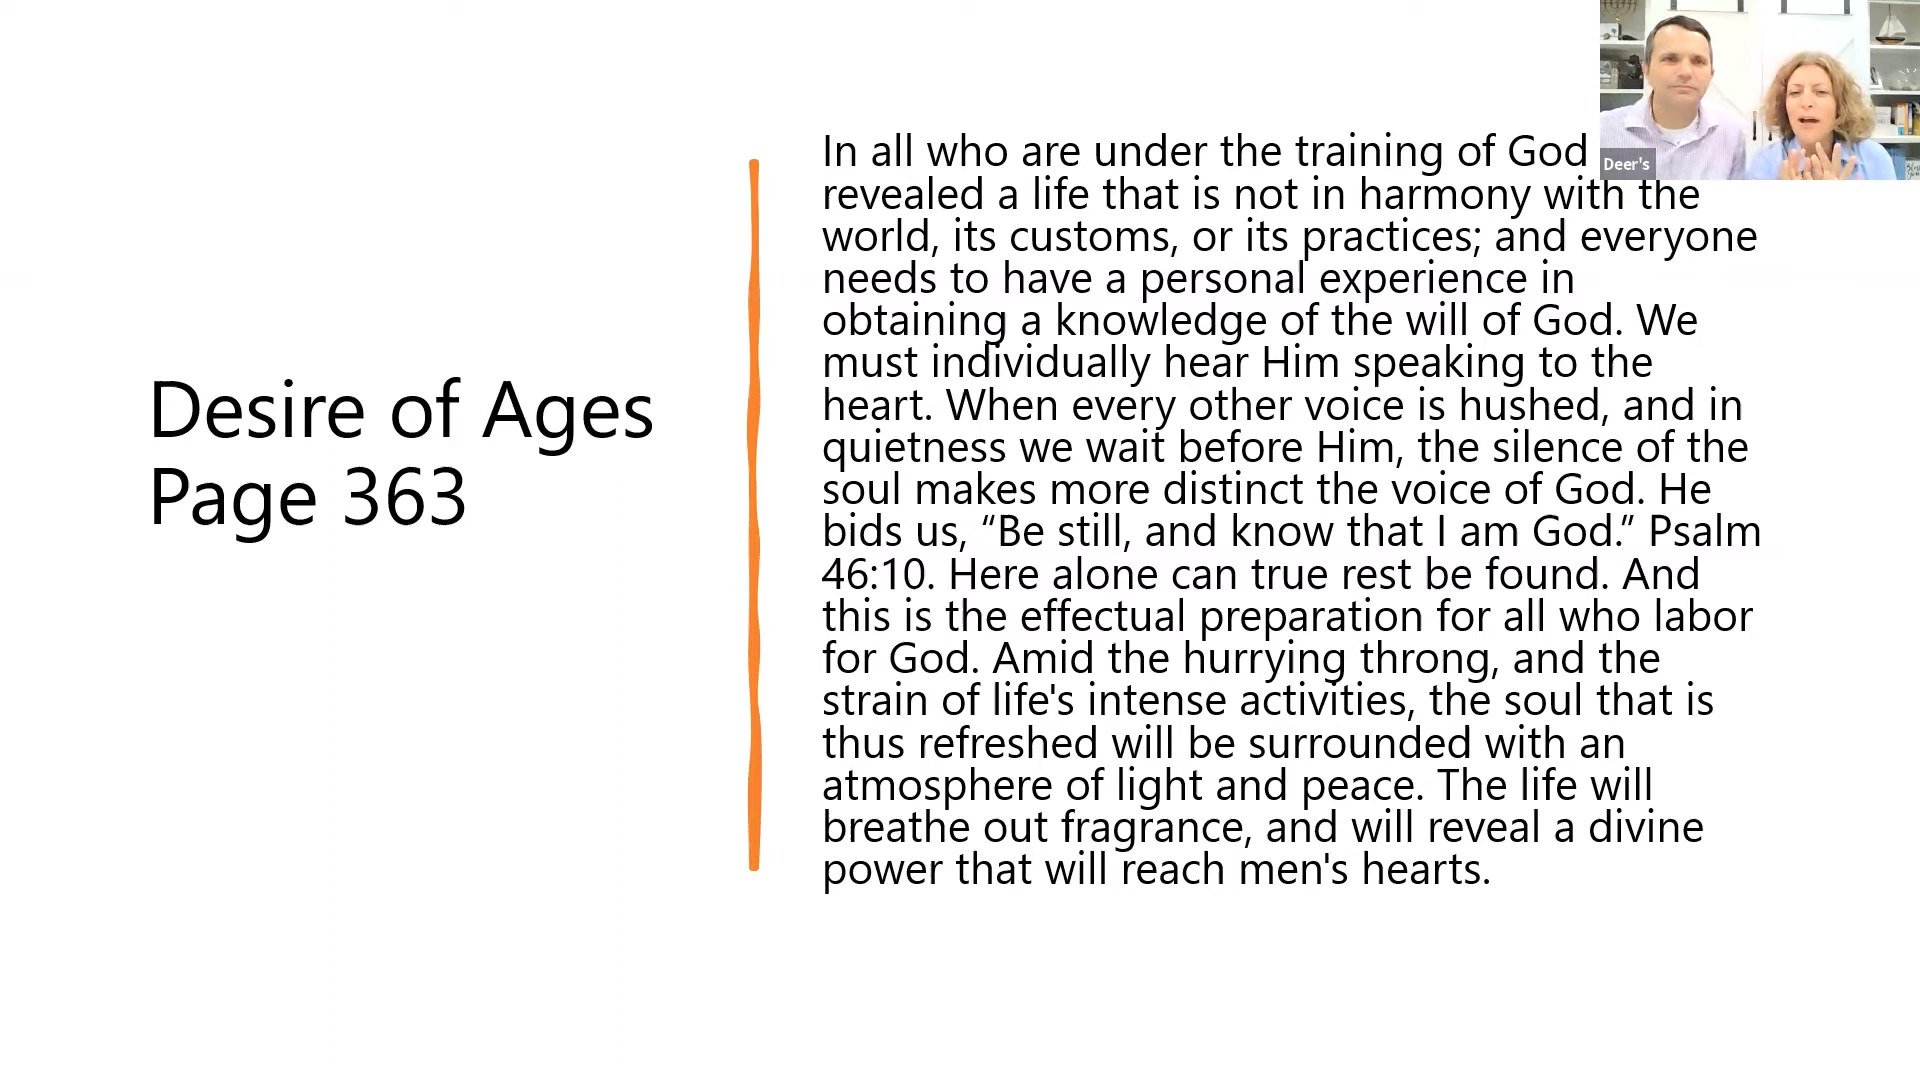 Desire of Ages
Page 363
In all who are under the training of God
revealed a life that is not in harmony with the
world, its customs, or its practices; and everyone
needs to have a personal experience in
obtaining a knowledge of the will of God. We
must individually hear Him speaking to the
heart. When every other voice is hushed, and in
quietness we wait before Him, the silence of the
soul makes more distinct the voice of God. He
bids us, “Be still, and know that I am God.” Psalm
46:10. Here alone can true rest be found. And
this is the effectual preparation for all who labor
for God. Amid the hurrying throng, and the
strain of life's intense activities, the soul that is
thus refreshed will be surrounded with an
atmosphere of light and peace. The life will
breathe out fragrance, and will reveal a divine
power that will reach men's hearts.
Deer's